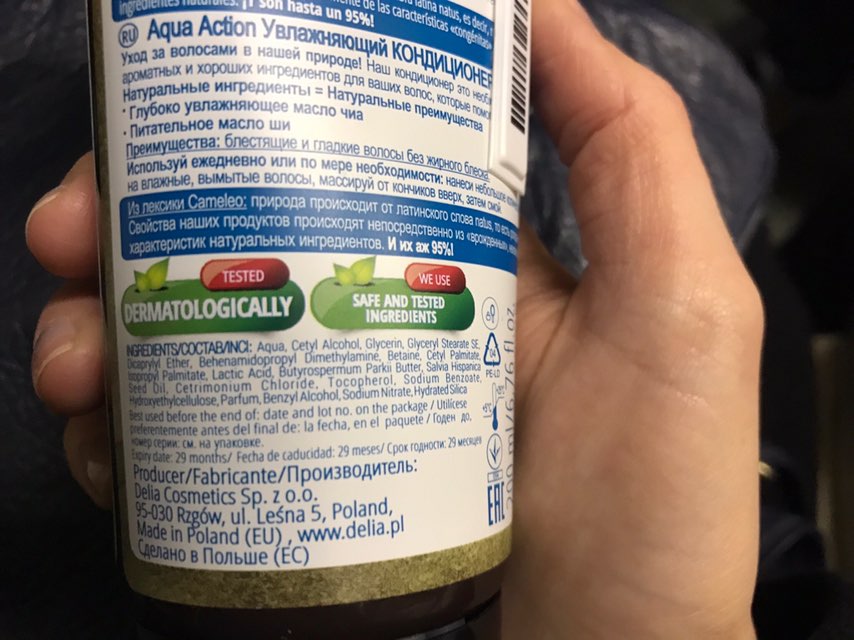 ingredientes naturales. ¡Y son hasta un 95%!
de las características «congénitas»
RU Aqua Action Увлажняющий КОНДИЦИОНЕР
Уход за волосами в нашей природе! Наш кондиционер это
ароматных и хороших ингредиентов для ваших волос, которые
Натуральные ингредиенты = Натуральные преимущества
· Глубоко увлажняющее масло чиа
· Питательное масло ши
Преимущества: блестящие и гладкие волосы без жирного блеска.
Используй ежедневно или по мере необходимости: нанеси
на влажные, вымытые волосы, массируй от кончиков вверх, затем смой.
Из лексики Cameleo: природа происходит от латинского слова natus, то есть
Свойства наших продуктов происходят непосредственно из «врожденных»,
характеристик натуральных ингредиентов. И их аж 95%!
TESTED
DERMATOLOGICALLY
WE USE
SAFE AND TESTED
INGREDIENTS
INGREDIENTS/СОСТАВ/INCI: Aqua, Cetyl Alcohol, Glycerin, Glyceryl Stearate SE,
Dicaprylyl Ether, Behenamidopropyl Dimethylamine, Betaine, Cetyl Palmitate,
Isopropyl Palmitate, Lactic Acid, Butyrospermum Parkii Butter, Salvia Hispanica
Seed Oil, Cetrimonium Chloride, Tocopherol, Sodium Benzoate,
Hydroxyethylcellulose, Parfum, Benzyl Alcohol, Sodium Nitrate, Hydrated Silica
Best used before the end of: date and lot no. on the package / Utilícese
preferentemente antes del final de: la fecha, en el paquete / Годен до,
номер серии: см. на упаковке.
Expiry date: 29 months/ Fecha de caducidad: 29 meses/ Срок годности: 29 месяцев
Producer/Fabricante/Производитель:
Delia Cosmetics Sp. z o.o.
95-030 Rzgów, ul. Leśna 5, Poland,
Made in Poland (EU) , www.delia.pl
Сделано в Польше (ЕС)
04
PE-LD
EAC
200 ml/6.76 fl oz.